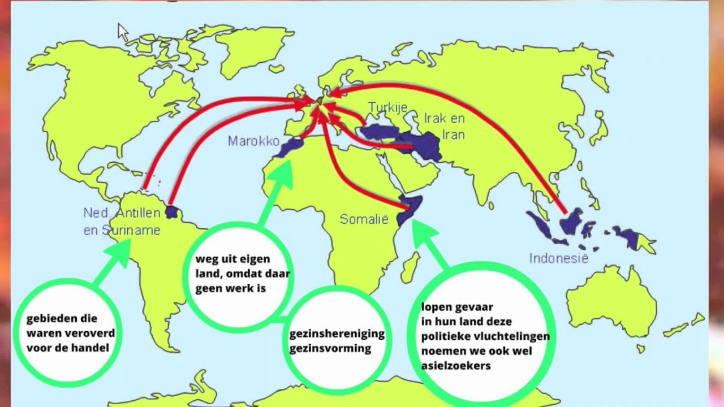 Turkije
Irak en
Iran
Marokko
Ned. Antillen
en Suriname
Somalië
Indonesië
weg uit eigen
land, omdat daar
geen werk is
gebieden die
waren veroverd
voor de handel
gezinshereniging
gezinsvorming
lopen gevaar
in hun land deze
politieke vluchtelingen
noemen we ook wel
asielzoekers